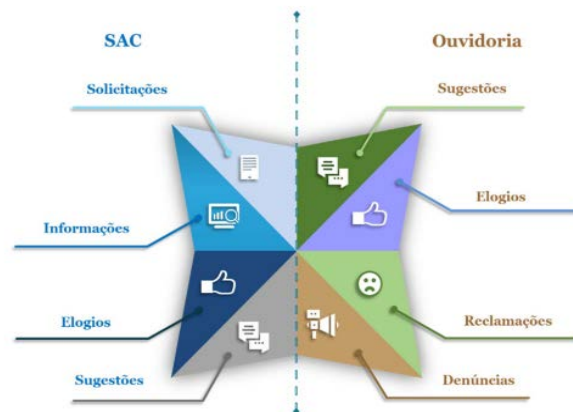 SAC
Ouvidoria
Solicitações
Sugestões
Informações
Elogios
Elogios
Reclamações
Sugestões
Denúncias